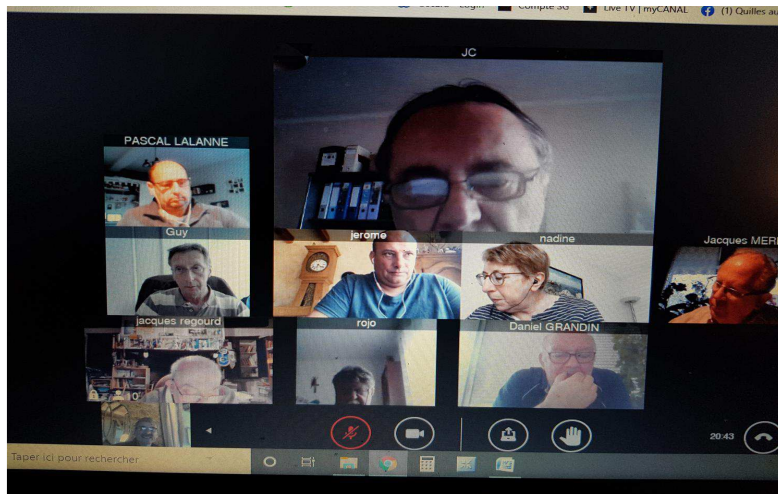 Compte SG
Live TV | myCANAL
(1) Quilles au
JC
PASCAL LALANNE
Guy
jerome
nadine
Jacques MER
jacques regourd
rojo
Daniel GRANDIN
20:43
Taper ici pour rechercher